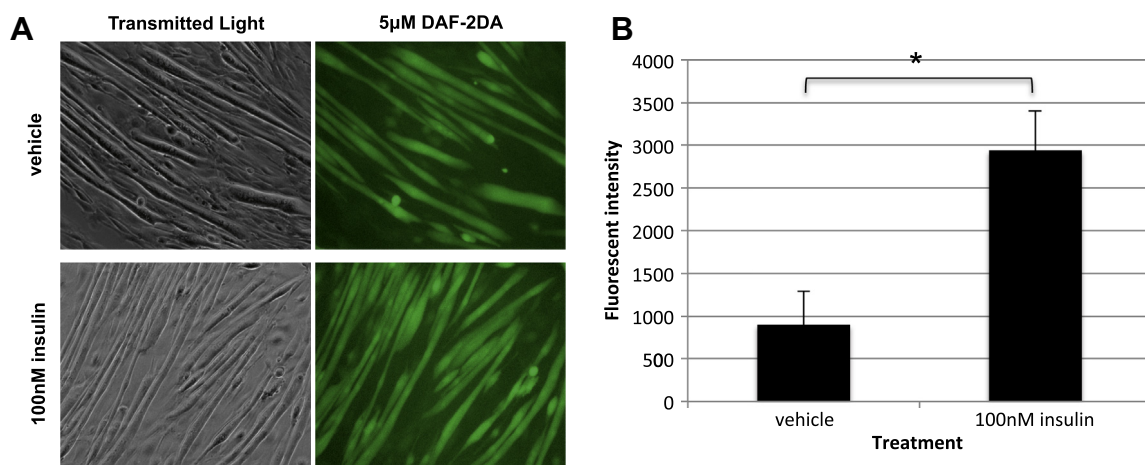 A
Transmitted Light
5µM DAF-2DA
vehicle
100nM insulin
B
*
4000
3500
3000
2500
2000
1500
1000
500
0
Fluorescent intensity
vehicle
100nM insulin
Treatment